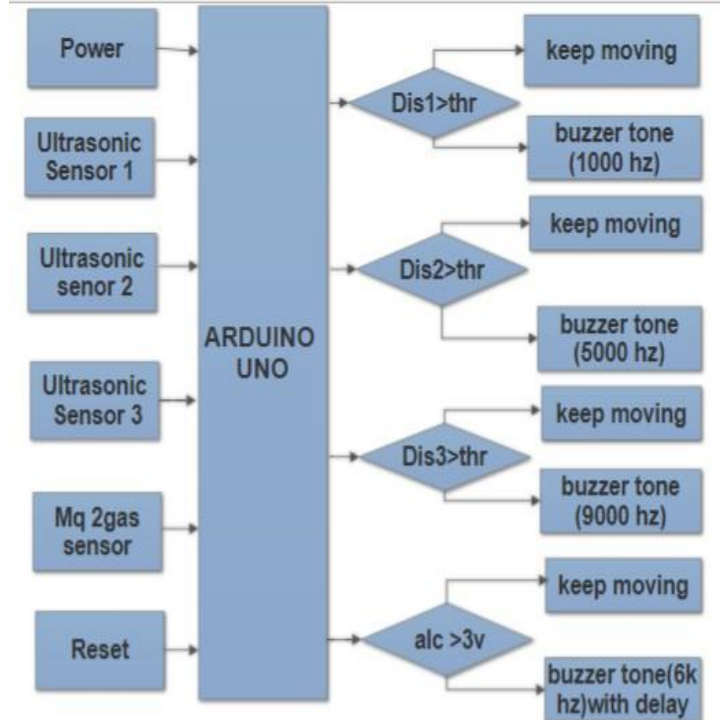 Power
Ultrasonic
Sensor 1
Ultrasonic
senor 2
Ultrasonic
Sensor 3
Mq 2gas
sensor
Reset
ARDUINO
UNO
Dis1>thr
keep moving
buzzer tone
(1000 hz)
Dis2>thr
keep moving
buzzer tone
(5000 hz)
Dis3>thr
keep moving
buzzer tone
(9000 hz)
alc >3v
keep moving
buzzer tone(6k
hz)with delay